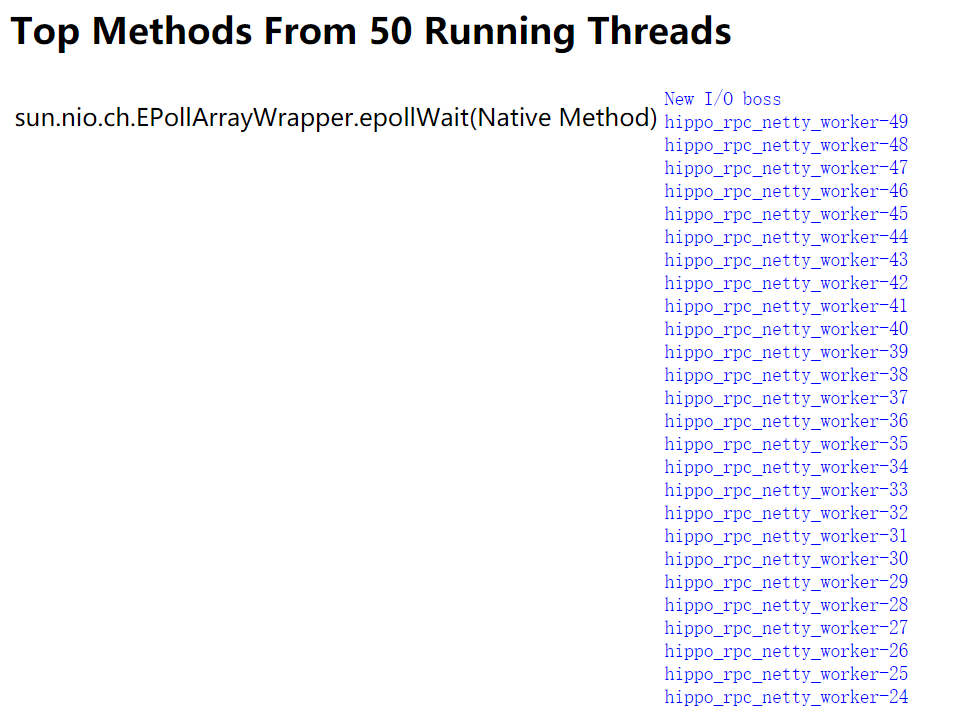 Top Methods From 50 Running Threads
sun.nio.ch.EPollArrayWrapper.epollWait(Native Method)
New I/O boss
hippo_rpc_netty_worker-49
hippo_rpc_netty_worker-48
hippo_rpc_netty_worker-47
hippo_rpc_netty_worker-46
hippo_rpc_netty_worker-45
hippo_rpc_netty_worker-44
hippo_rpc_netty_worker-43
hippo_rpc_netty_worker-42
hippo_rpc_netty_worker-41
hippo_rpc_netty_worker-40
hippo_rpc_netty_worker-39
hippo_rpc_netty_worker-38
hippo_rpc_netty_worker-37
hippo_rpc_netty_worker-36
hippo_rpc_netty_worker-35
hippo_rpc_netty_worker-34
hippo_rpc_netty_worker-33
hippo_rpc_netty_worker-32
hippo_rpc_netty_worker-31
hippo_rpc_netty_worker-30
hippo_rpc_netty_worker-29
hippo_rpc_netty_worker-28
hippo_rpc_netty_worker-27
hippo_rpc_netty_worker-26
hippo_rpc_netty_worker-25
hippo_rpc_netty_worker-24